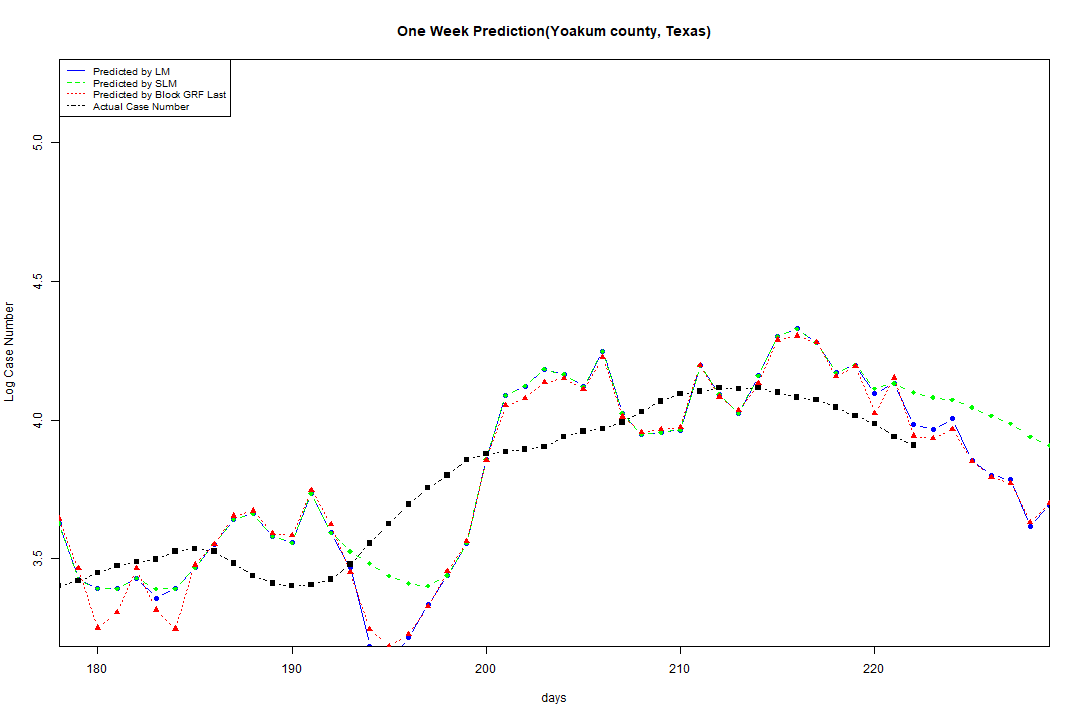 One Week Prediction(Yoakum county, Texas)
Predicted by LM
Predicted by SLM
Predicted by Block GRF Last
Actual Case Number
5.0
4.5
4.0
3.5
Log Case Number
180 190 200 210 220
days